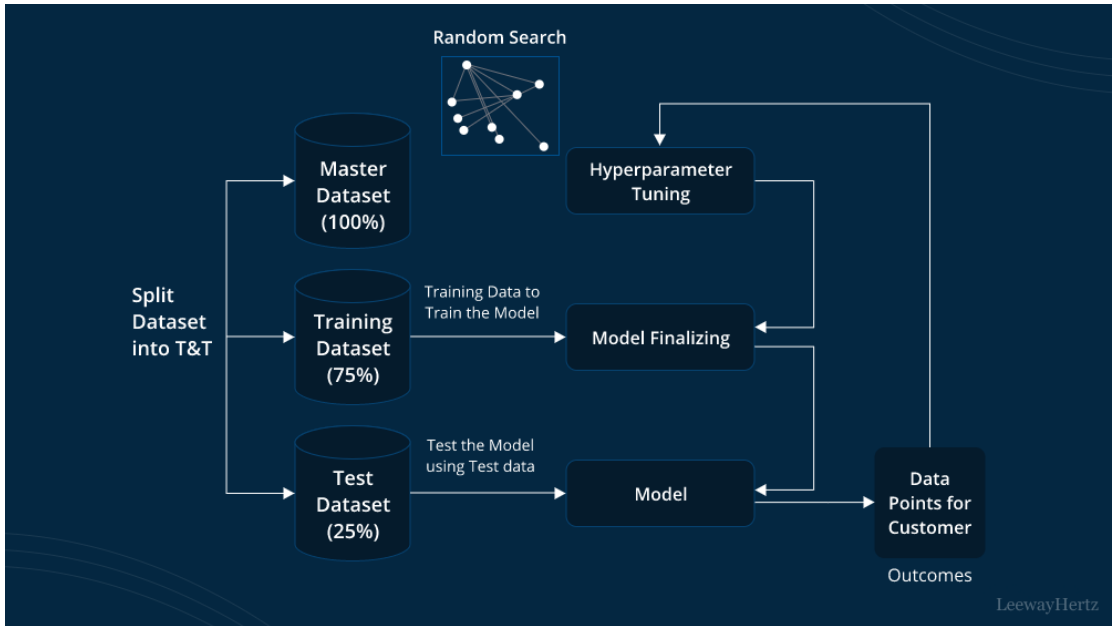 Random Search
Master
Dataset
(100%)
Hyperparameter
Tuning
Split
Dataset
into T&T
Training
Dataset
(75%)
Training Data to
Train the Model
Model Finalizing
Test
Dataset
(25%)
Test the Model
using Test data
Model
Data
Points for
Customer
Outcomes
LeewayHertz